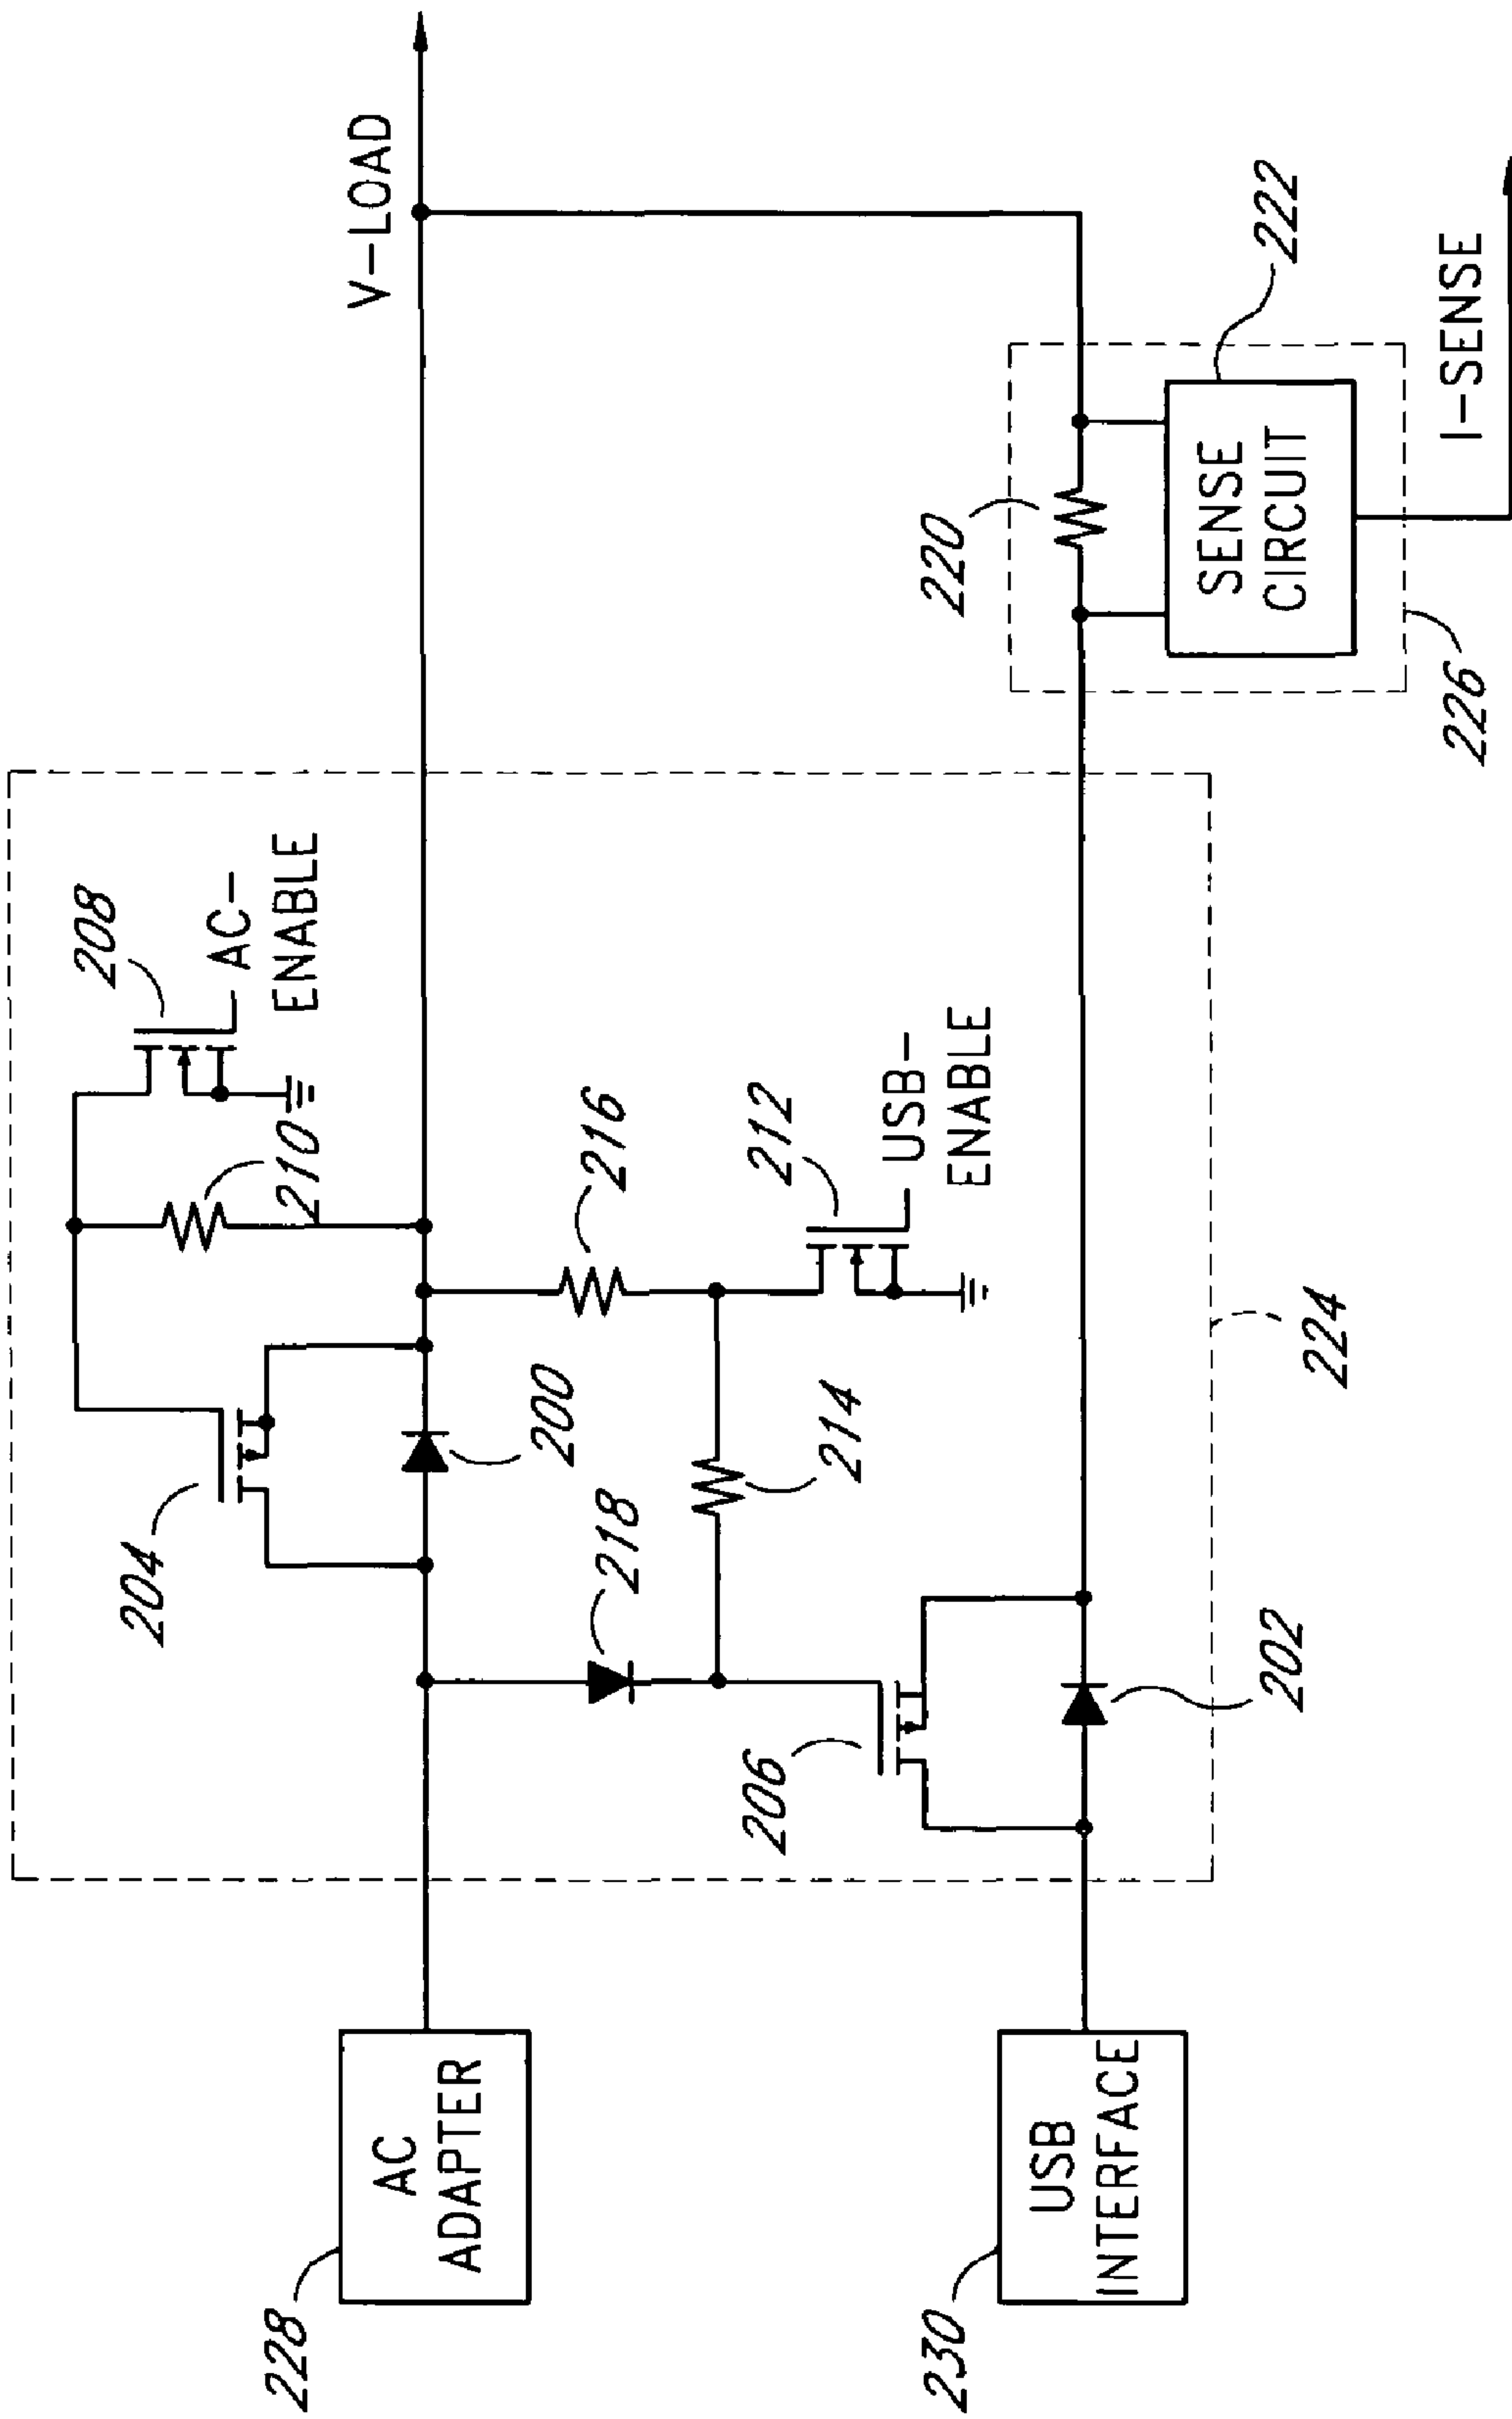 228
AC
ADAPTER
204
200
208
AC-
ENABLE
210
V-LOAD
218
216
214
212
USB-
ENABLE
206
202
224
230
USB
INTERFACE
220
SENSE
CIRCUIT
222
226
I-SENSE